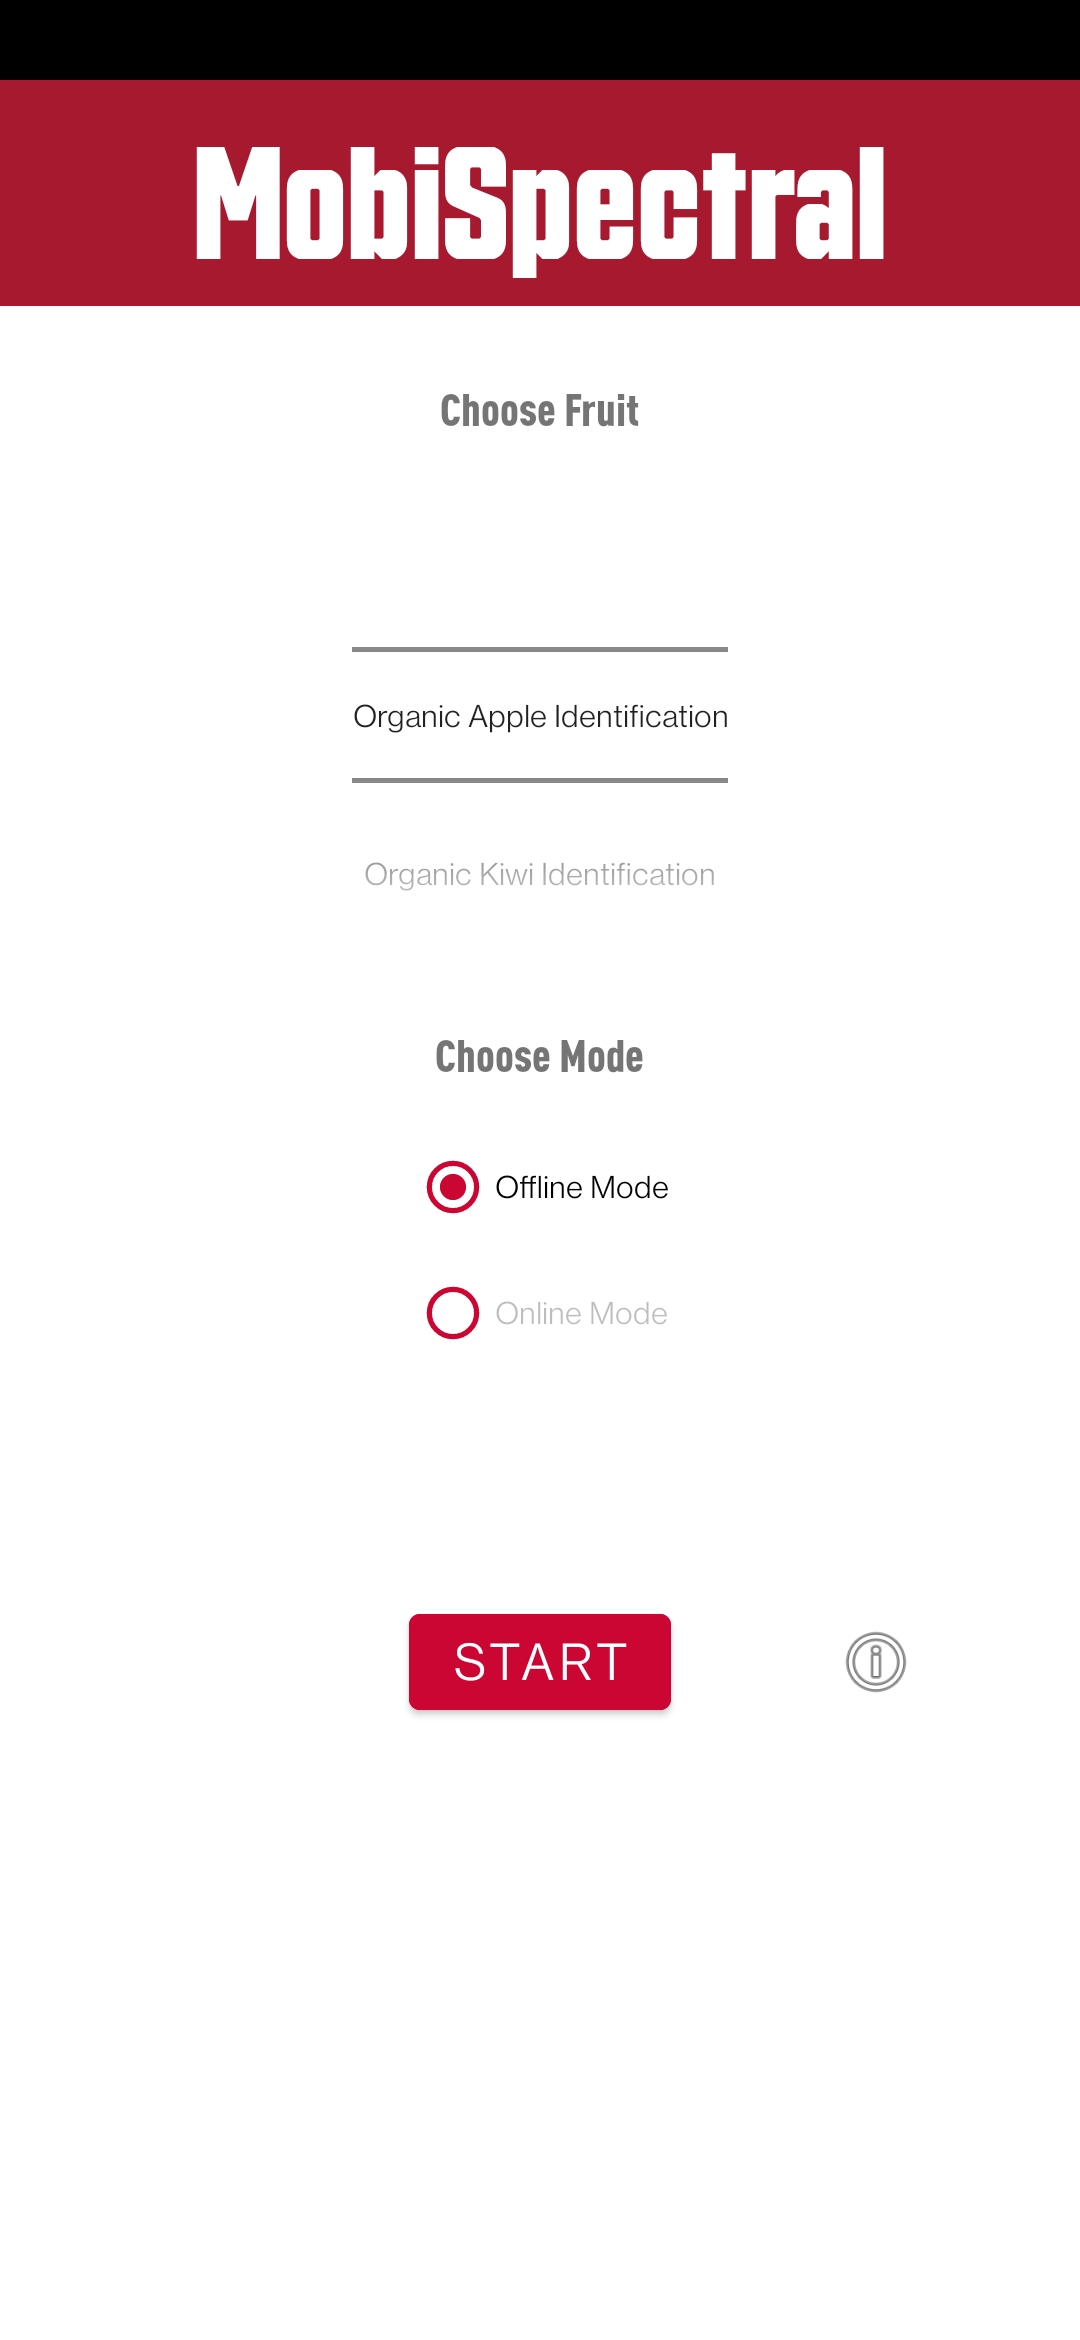 MobiSpectral
Choose Fruit
Organic Apple Identification
Organic Kiwi Identification
Choose Mode
Offline Mode
Online Mode
START